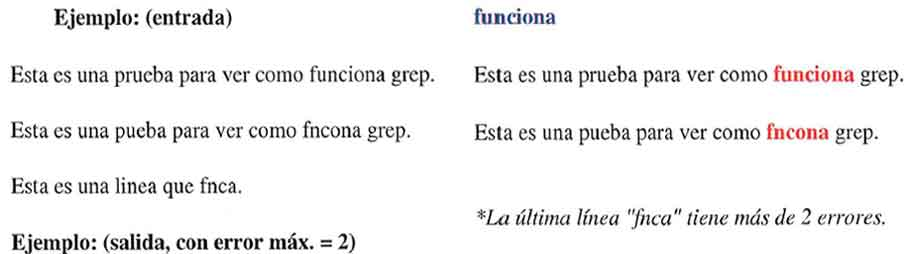 Ejemplo: (entrada)
Esta es una prueba para ver como funciona grep.
Esta es una pueba para ver como fncona grep.
Esta es una linea que fnca.
Ejemplo: (salida, con error máx. = 2)
funciona
Esta es una prueba para ver como funciona grep.
Esta es una pueba para ver como fncona grep.
*La última línea "fnca" tiene más de 2 errores.